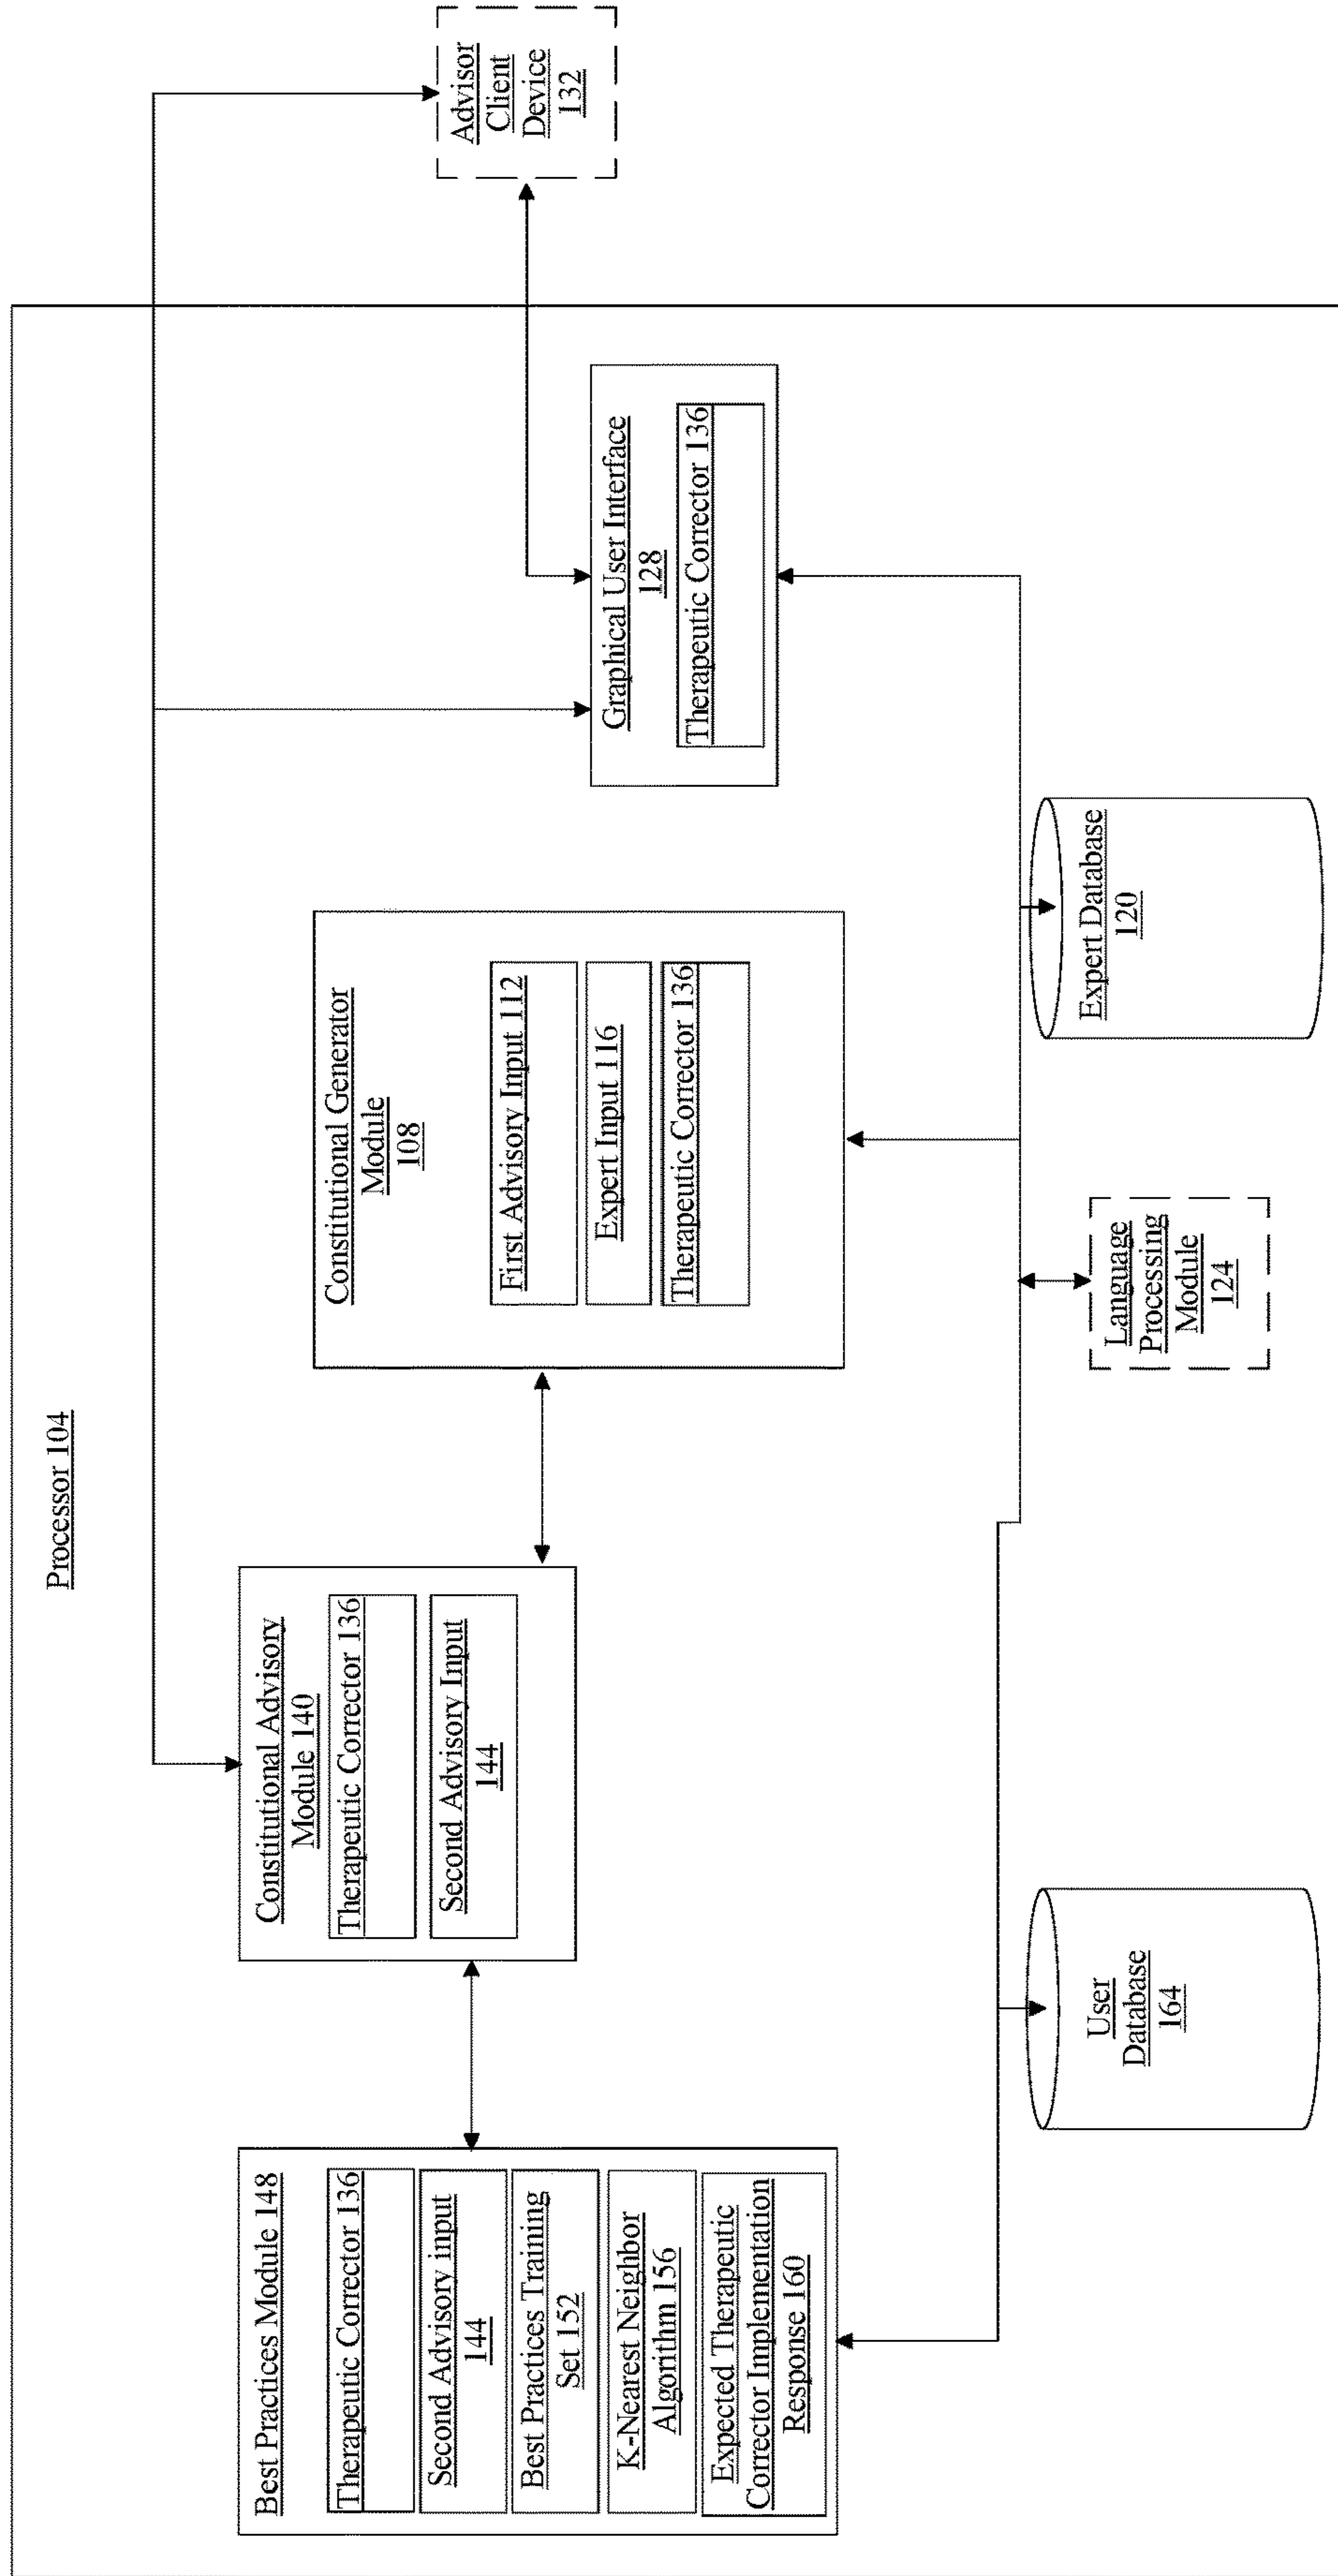 Processor 104
Best Practices Module 148
Therapeutic Corrector 136
Second Advisory input
144
Best Practices Training
Set 152
K-Nearest Neighbor
Algorithm 156
Expected Therapeutic
Corrector Implementation
Response 160
Constitutional Advisory
Module 140
Therapeutic Corrector 136
Second Advisory Input
144
Constitutional Generator
Module
108
First Advisory Input 112
Expert Input 116
Therapeutic Corrector 136
Graphical User Interface
128
Therapeutic Corrector 136
Advisor
Client
Device
132
User
Database
164
Language
Processing
Module
124
Expert Database
120